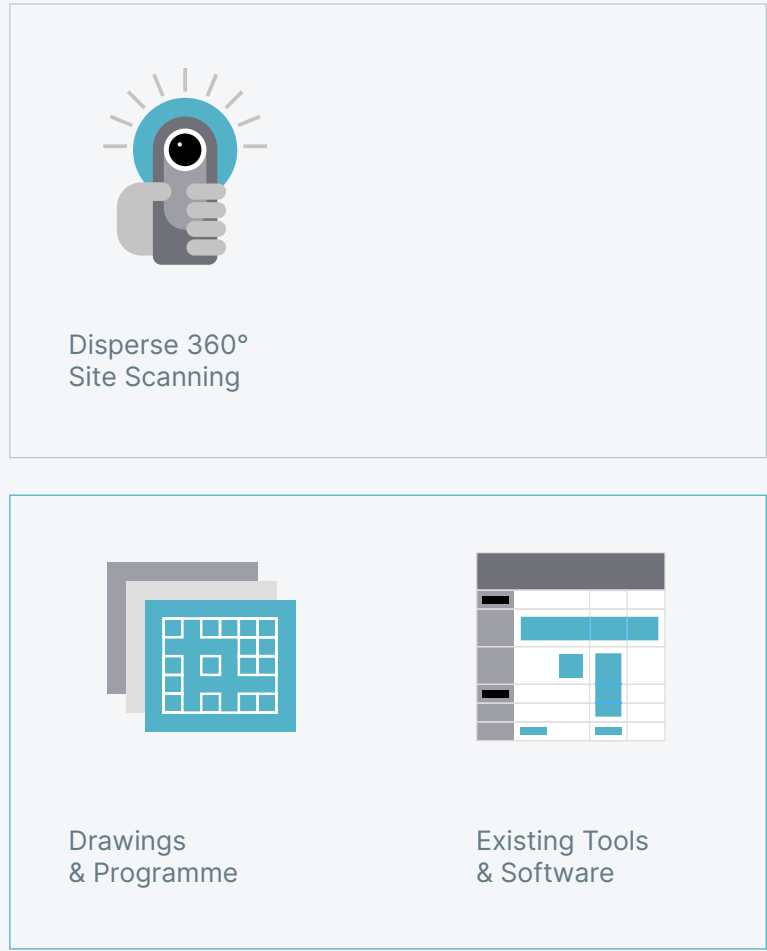 Disperse 360°
Site Scanning
Drawings
& Programme
Existing Tools
& Software